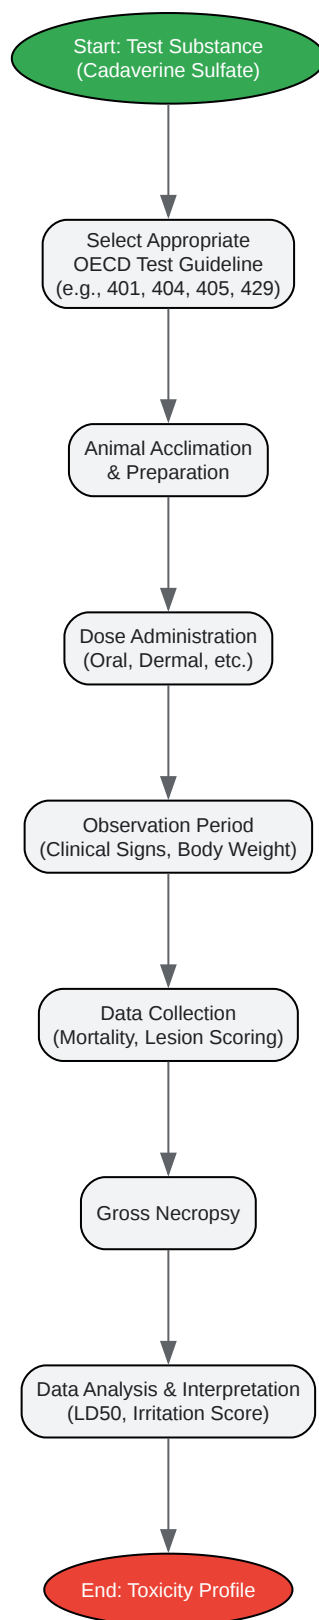 Start: Test Substance
(Cadaverine Sulfate)
Select Appropriate
OECD Test Guideline
(e.g., 401, 404, 405, 429)
Animal Acclimation
& Preparation
Dose Administration
(Oral, Dermal, etc.)
Observation Period
(Clinical Signs, Body Weight)
Data Collection
(Mortality, Lesion Scoring)
Gross Necropsy
Data Analysis & Interpretation
(LD50, Irritation Score)
End: Toxicity Profile